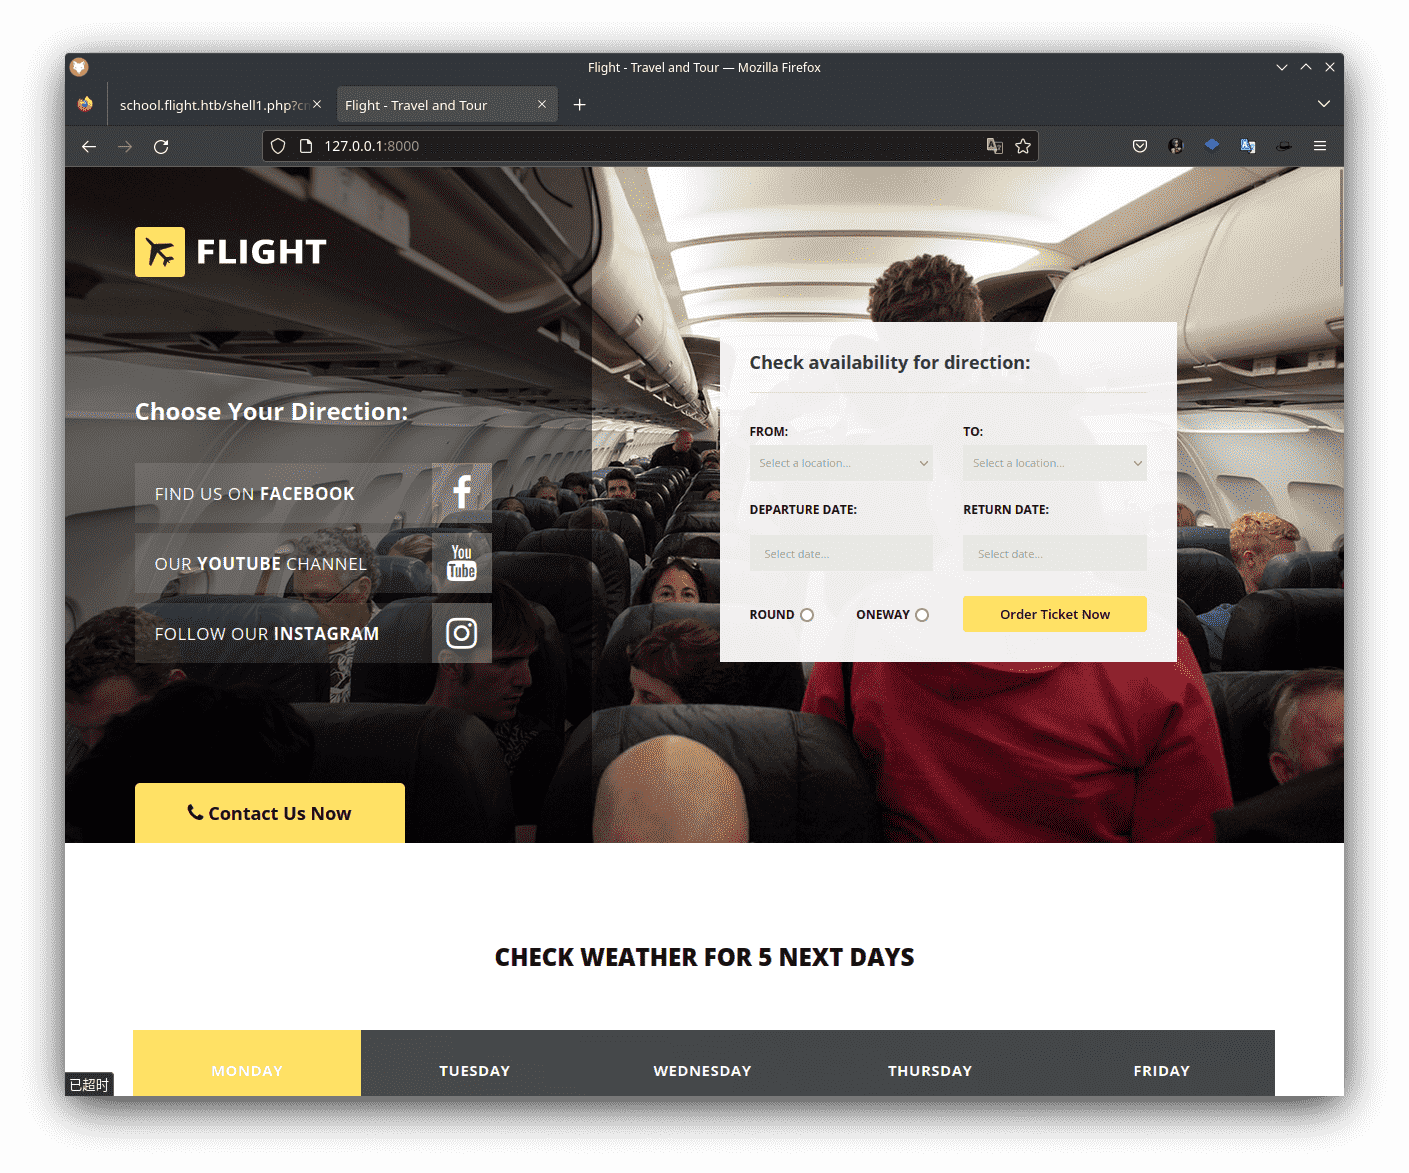 Flight - Travel and Tour — Mozilla Firefox
school.flight.htb/shell1.php?c
Flight - Travel and Tour
127.0.0.1:8000
FLIGHT
Choose Your Direction:
FIND US ON FACEBOOK
OUR YOUTUBE CHANNEL
You
Tube
FOLLOW OUR INSTAGRAM
Contact Us Now
Check availability for direction:
FROM:
TO:
Select a location...
Select a location...
DEPARTURE DATE:
RETURN DATE:
Select date...
Select date...
ROUND
ONEWAY
Order Ticket Now
CHECK WEATHER FOR 5 NEXT DAYS
MONDAY
TUESDAY
WEDNESDAY
THURSDAY
FRIDAY
已超时